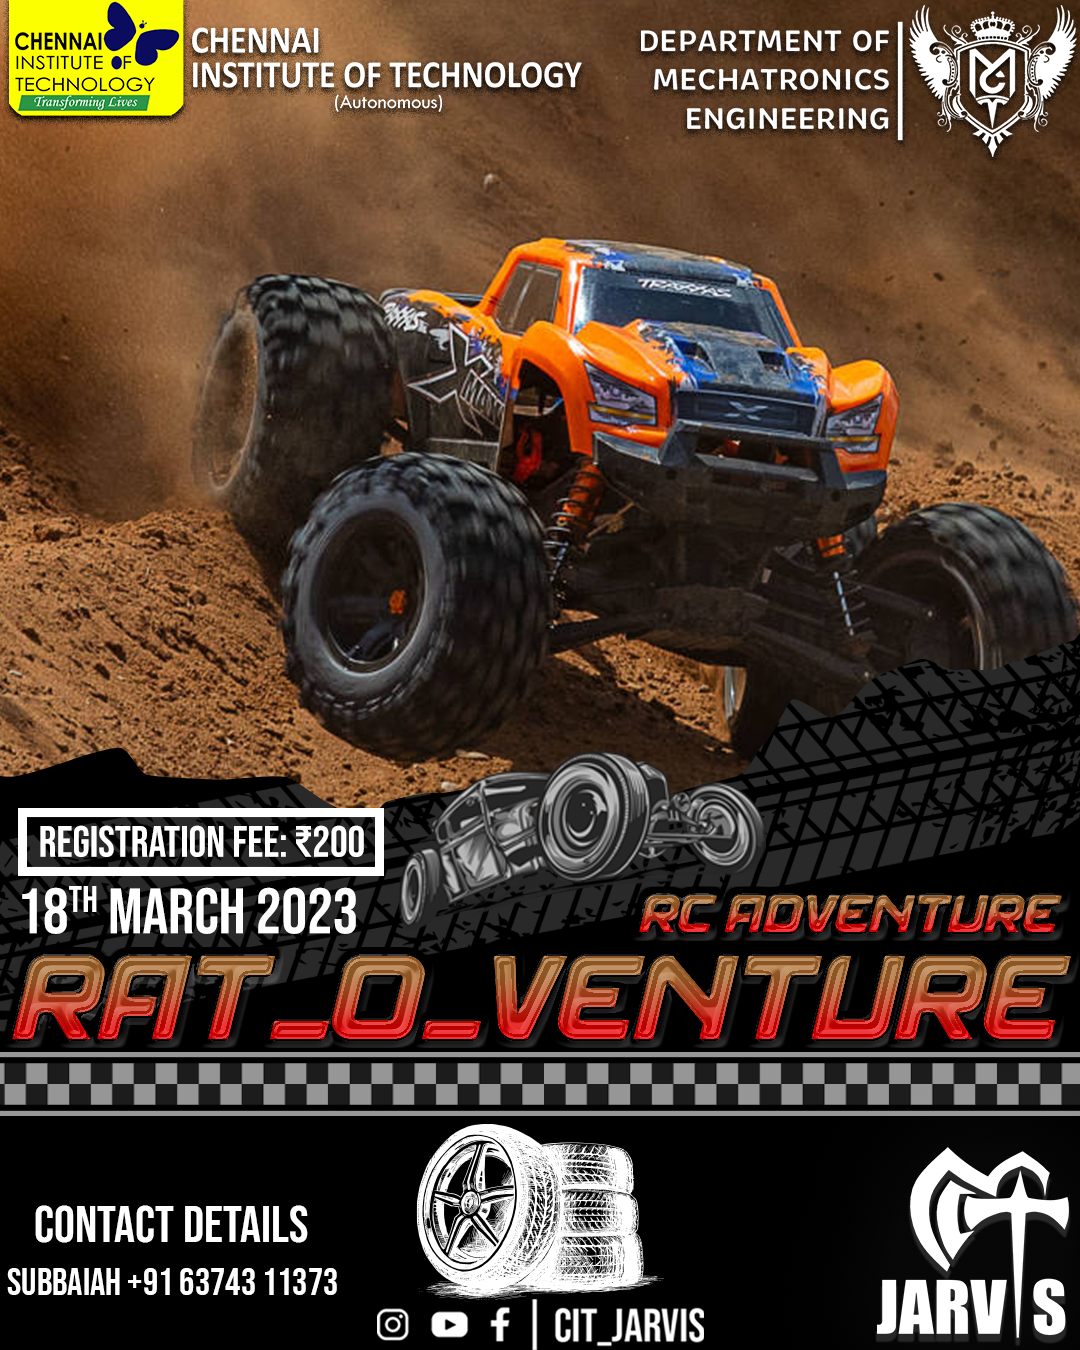 CHENNAI
INSTITUTE OF
TECHNOLOGY
Transforming Lives
CHENNAI
INSTITUTE OF TECHNOLOGY
(Autonomous)
DEPARTMENT OF
MECHATRONICS
ENGINEERING
TRAXXAS
REGISTRATION FEE: ₹200
18TH MARCH 2023
RC ADVENTURE
RAT_O_VENTURE
CONTACT DETAILS
SUBBAIAH +91 63743 11373
CIT_JARVIS
JARVIS